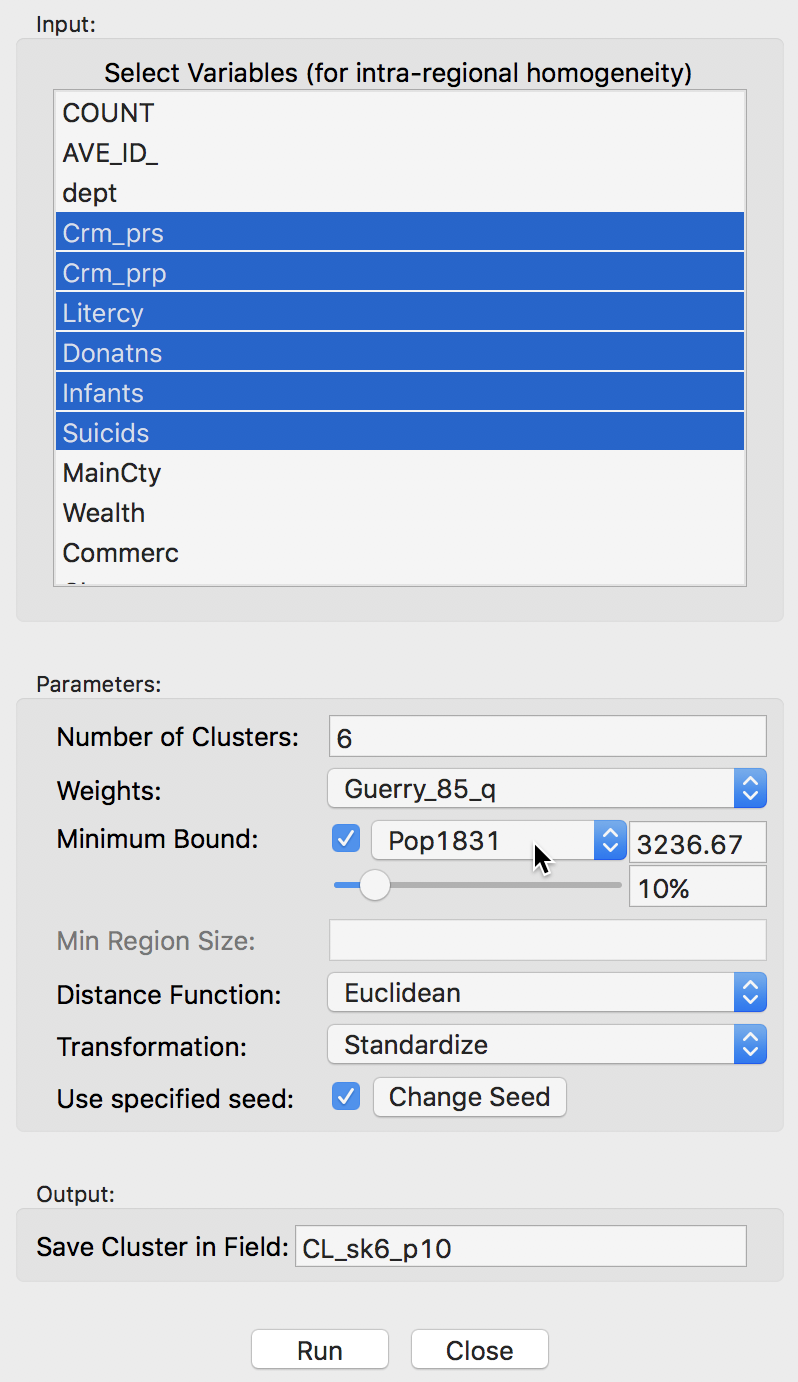 Input:
Select Variables (for intra-regional homogeneity)
COUNT
AVE_ID_
dept
Crm_prs
Crm_prp
Litercy
Donatns
Infants
Suicids
MainCty
Wealth
Commerc
Parameters:
Number of Clusters: 6
Weights: Guerry_85_q
Minimum Bound: Pop1831 3236.67
10%
Min Region Size:
Distance Function: Euclidean
Transformation: Standardize
Use specified seed: Change Seed
Output:
Save Cluster in Field: CL_sk6_p10
Run Close